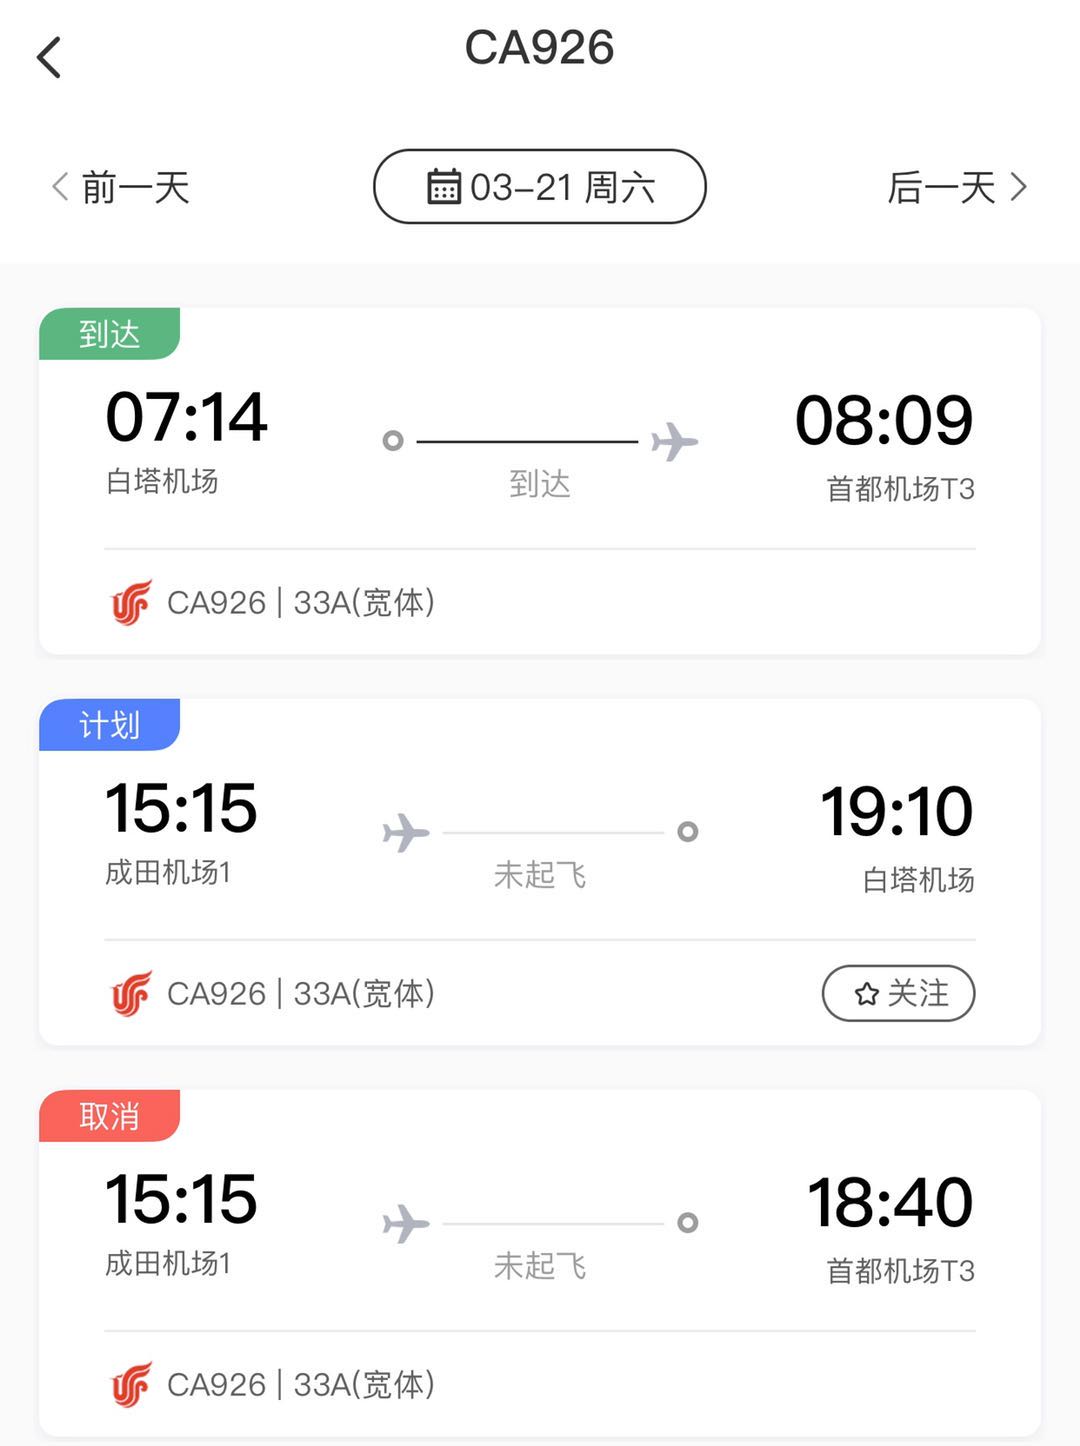 CA926
前一天
03-21 周六
后一天
到达
07:14
08:09
白塔机场
到达
首都机场T3
CA926 | 33A(宽体)
计划
15:15
19:10
成田机场1
未起飞
白塔机场
CA926 | 33A(宽体)
关注
取消
15:15
18:40
成田机场1
未起飞
首都机场T3
CA926 | 33A(宽体)